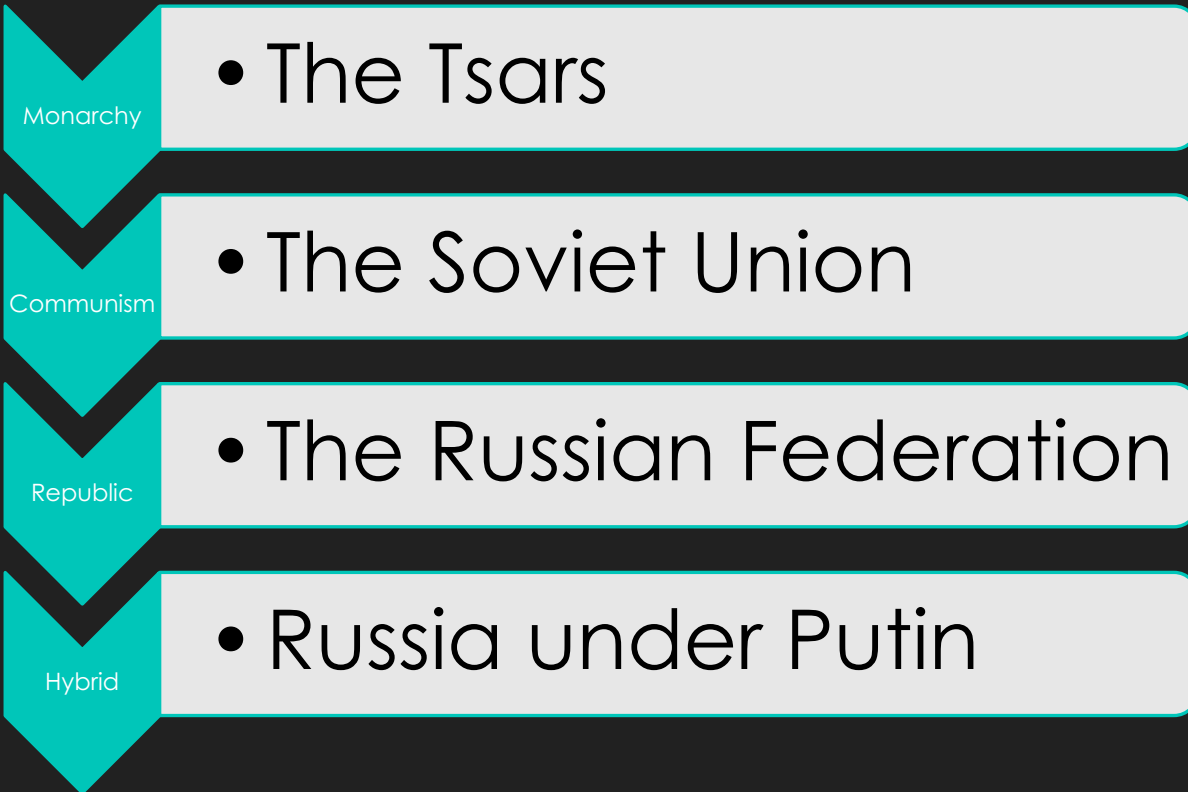 Monarchy
• The Tsars
Communism
• The Soviet Union
Republic
• The Russian Federation
Hybrid
• Russia under Putin